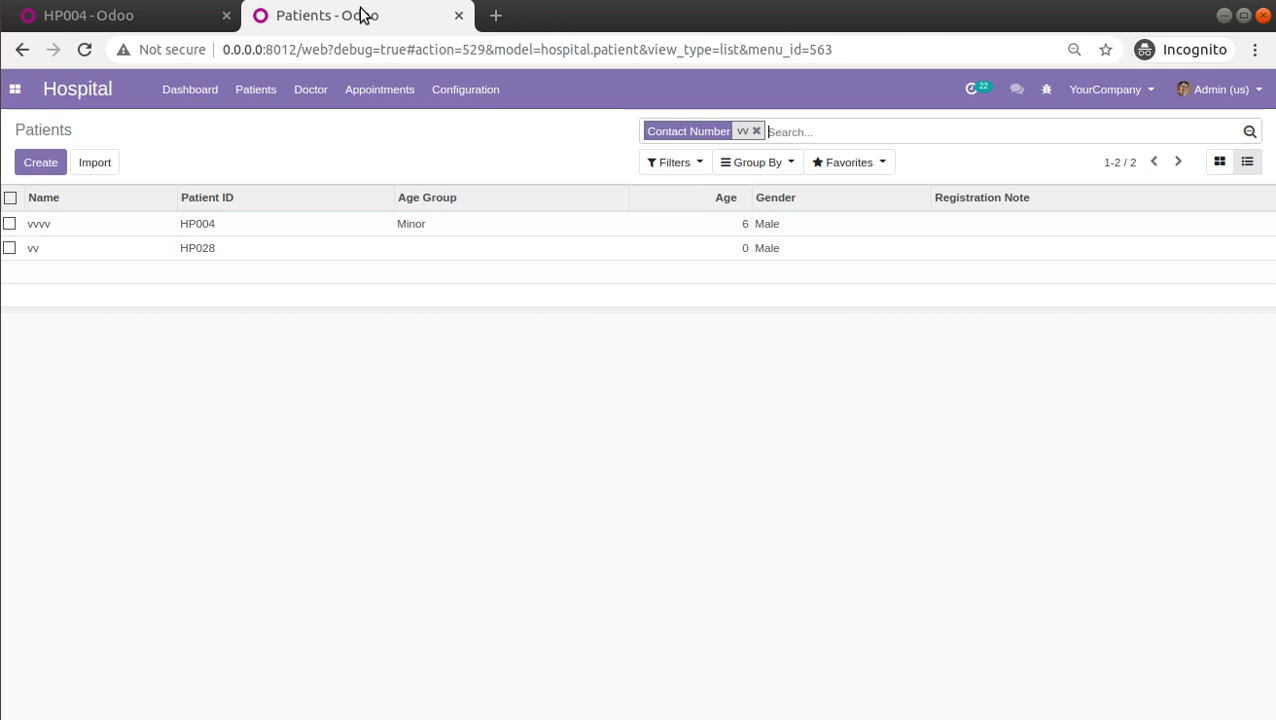 HP004 - Odoo
Patients - Odoo
Not secure 0.0.0.0:8012/web?debug=true#action=529&model=hospital.patient&view_type=list&menu_id=563 Incognito
Hospital Dashboard Patients Doctor Appointments Configuration 22 YourCompany Admin (us)
Patients Contact Number vv Search...
Create Import Filters Group By Favorites 1-2 / 2
Name Patient ID Age Group Age Gender Registration Note
vvvv HP004 Minor 6 Male
vv HP028 0 Male